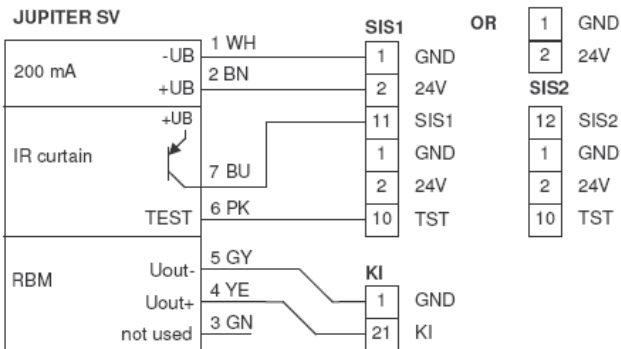 JUPITER SV
SIS1
OR
1 GND
2 24V
200 mA
-UB
1 WH
1 GND
+UB
2 BN
2 24V
SIS2
+UB
11 SIS1
12 SIS2
IR curtain
1 GND
1 GND
7 BU
2 24V
2 24V
TEST
6 PK
10 TST
10 TST
RBM
Uout-
5 GY
KI
Uout+
4 YE
1 GND
not used
3 GN
21 KI